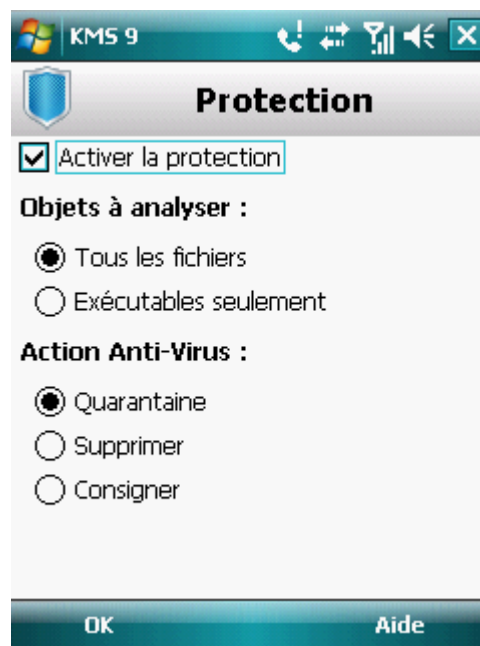 KMS 9
Protection
Activer la protection
Objets à analyser :
Tous les fichiers
Exécutables seulement
Action Anti-Virus :
Quarantaine
Supprimer
Consigner
OK Aide